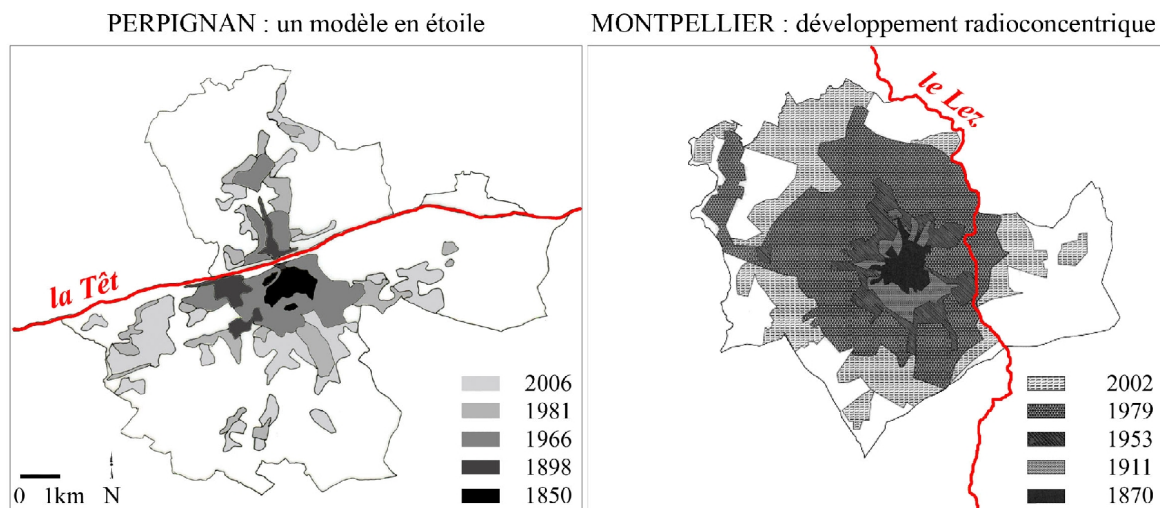 PERPIGNAN : un modèle en étoile
la Têt
2006
1981
1966
1898
1850
0 1km N
MONTPELLIER : développement radioconcentrique
le Lez
2002
1979
1953
1911
1870